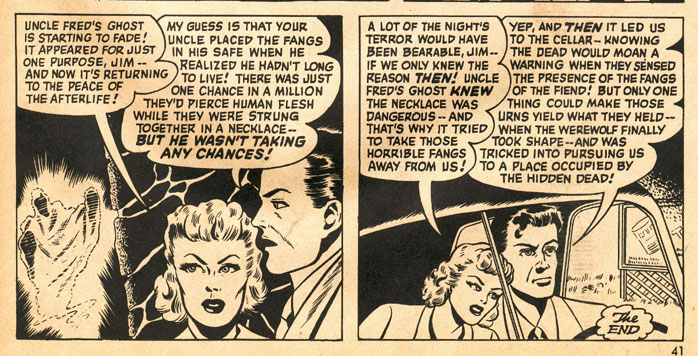 UNCLE FRED'S GHOST
IS STARTING TO FADE!
IT APPEARED FOR JUST
ONE PURPOSE, JIM--
AND NOW IT'S RETURNING
TO THE PEACE OF
THE AFTERLIFE!
MY GUESS IS THAT YOUR
UNCLE PLACED THE FANGS
IN HIS SAFE WHEN HE
REALIZED HE HADN'T LONG
TO LIVE! THERE WAS JUST
ONE CHANCE IN A MILLION
THEY'D PIERCE HUMAN FLESH
WHILE THEY WERE STRUNG
TOGETHER IN A NECKLACE--
BUT HE WASN'T TAKING
ANY CHANCES!
A LOT OF THE NIGHT'S
TERROR WOULD HAVE
BEEN BEARABLE, JIM--
IF WE ONLY KNEW THE
REASON THEN! UNCLE
FRED'S GHOST KNEW
THE NECKLACE WAS
DANGEROUS--AND
THAT'S WHY IT TRIED
TO TAKE THOSE
HORRIBLE FANGS
AWAY FROM US!
YEP, AND THEN IT LED US
TO THE CELLAR--KNOWING
THE DEAD WOULD MOAN A
WARNING WHEN THEY SENSED
THE PRESENCE OF THE FANGS
OF THE FIEND! BUT ONLY ONE
THING COULD MAKE THOSE
URNS YIELD WHAT THEY HELD--
WHEN THE WEREWOLF FINALLY
TOOK SHAPE--AND WAS
TRICKED INTO PURSUING US
TO A PLACE OCCUPIED BY
THE HIDDEN DEAD!
The
END
41